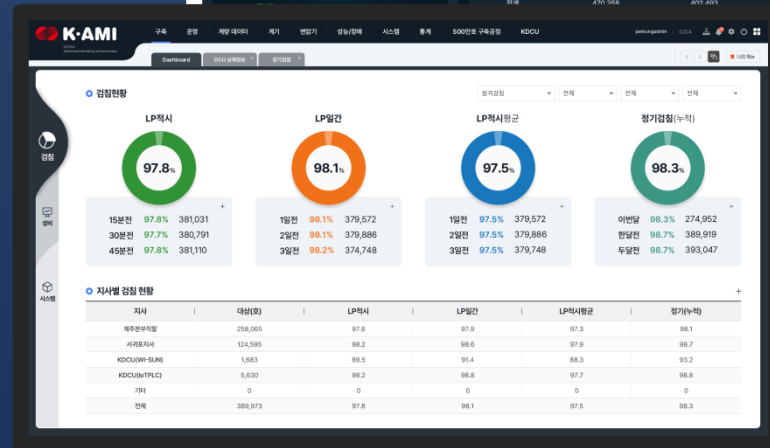 전체 470,358 402,493
K·AMI
구축 운영 계량 데이터 계기 변압기 성능/장애 시스템 통계 500만호 구축공정 KDCU
Dashboard DCU 상세정보 정기검침
나의 메뉴
검침현황
원격검침 전체 전체 전체
LP적시 LP일간 LP적시평균 정기검침(누적)
97.8% 98.1% 97.5% 98.3%
검침
15분전 97.8% 381,031 1일전 98.1% 379,572 1일전 97.5% 379,572 이번달 98.3% 274,952
30분전 97.7% 380,791 2일전 98.1% 379,886 2일전 97.5% 379,886 한달전 98.7% 389,919
45분전 97.8% 381,110 3일전 98.2% 374,748 3일전 97.5% 379,748 두달전 98.7% 393,047
설비
시스템
지사별 검침 현황
지사 대상(호) LP적시 LP일간 LP적시평균 정기(누적)
제주본부직할 258,065 97.6 97.9 97.3 98.1
서귀포지사 124,595 98.2 98.6 97.9 98.7
KDCU(WI-SUN) 1,683 89.5 91.4 88.3 93.2
KDCU(IoTPLC) 5,630 98.2 98.8 97.7 98.8
기타 0 0 0 0 0
전체 389,973 97.8 98.1 97.5 98.3